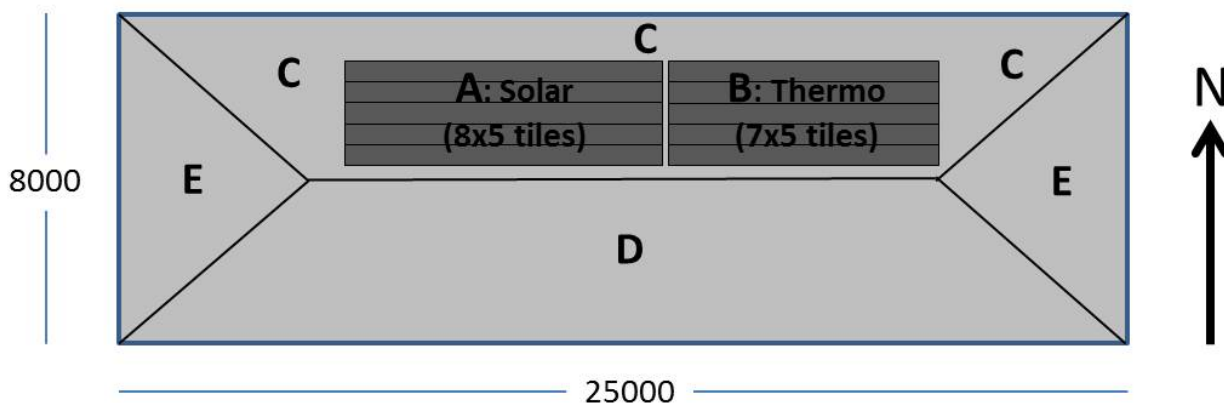 C
C
C
A: Solar
(8x5 tiles)
B: Thermo
(7x5 tiles)
N
8000
E
E
D
25000